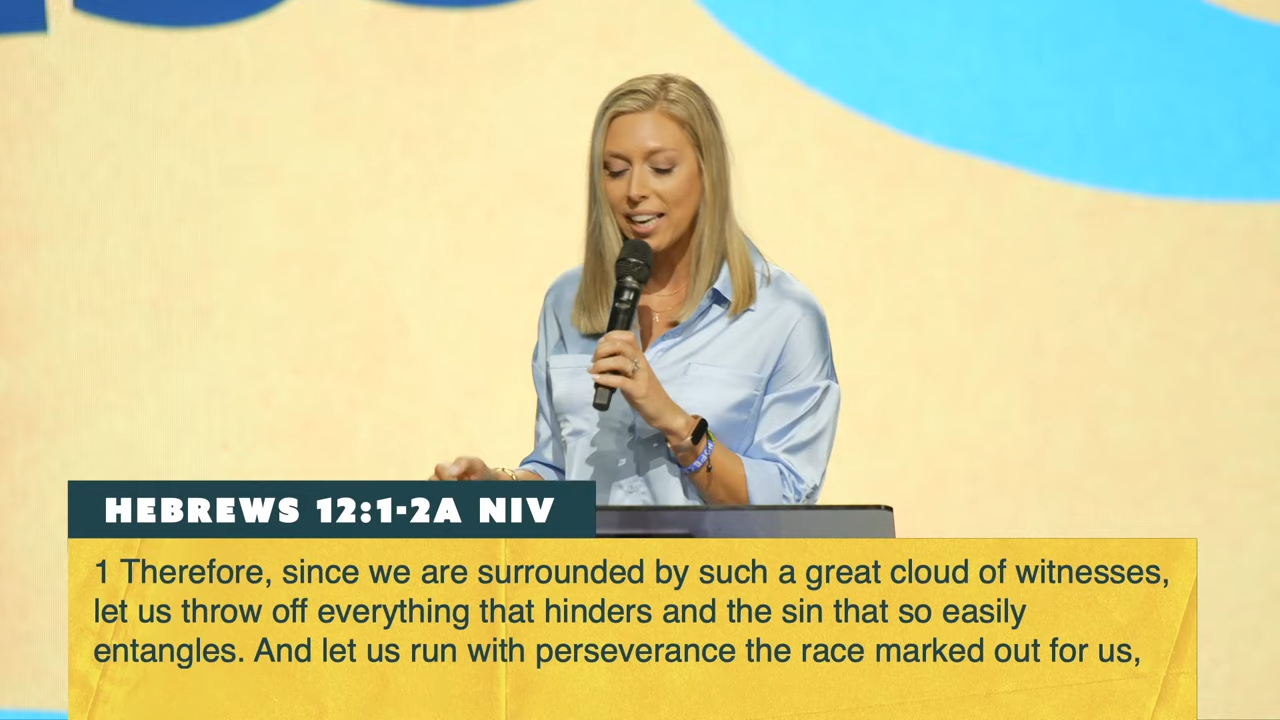 HEBREWS 12:1-2A NIV
1 Therefore, since we are surrounded by such a great cloud of witnesses,
let us throw off everything that hinders and the sin that so easily
entangles. And let us run with perseverance the race marked out for us,